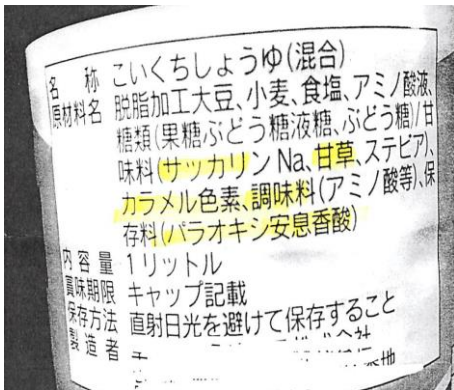 名 称 こいくちしょうゆ(混合)
原材料名 脱脂加工大豆、小麦、食塩、アミノ酸液、
糖類(果糖ぶどう糖液糖、ぶどう糖)/甘
味料(サッカリンNa、甘草、ステビア)、
カラメル色素、調味料(アミノ酸等)、保
存料(パラオキシ安息香酸)
内容量 1リットル
賞味期限 キャップ記載
保存方法 直射日光を避けて保存すること
製造者